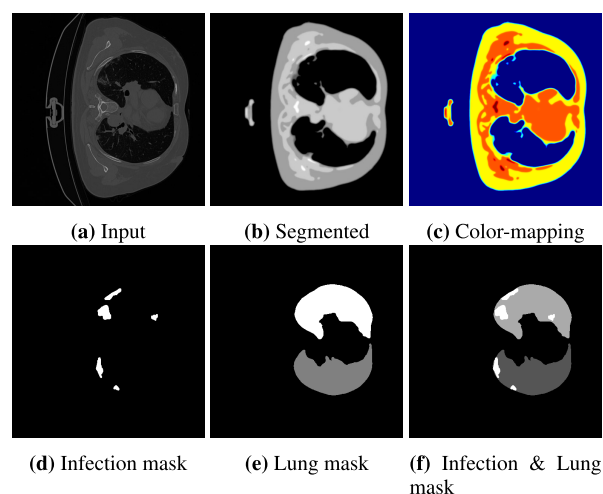 (a) Input
(b) Segmented
(c) Color-mapping
(d) Infection mask
(e) Lung mask
(f) Infection & Lung
mask